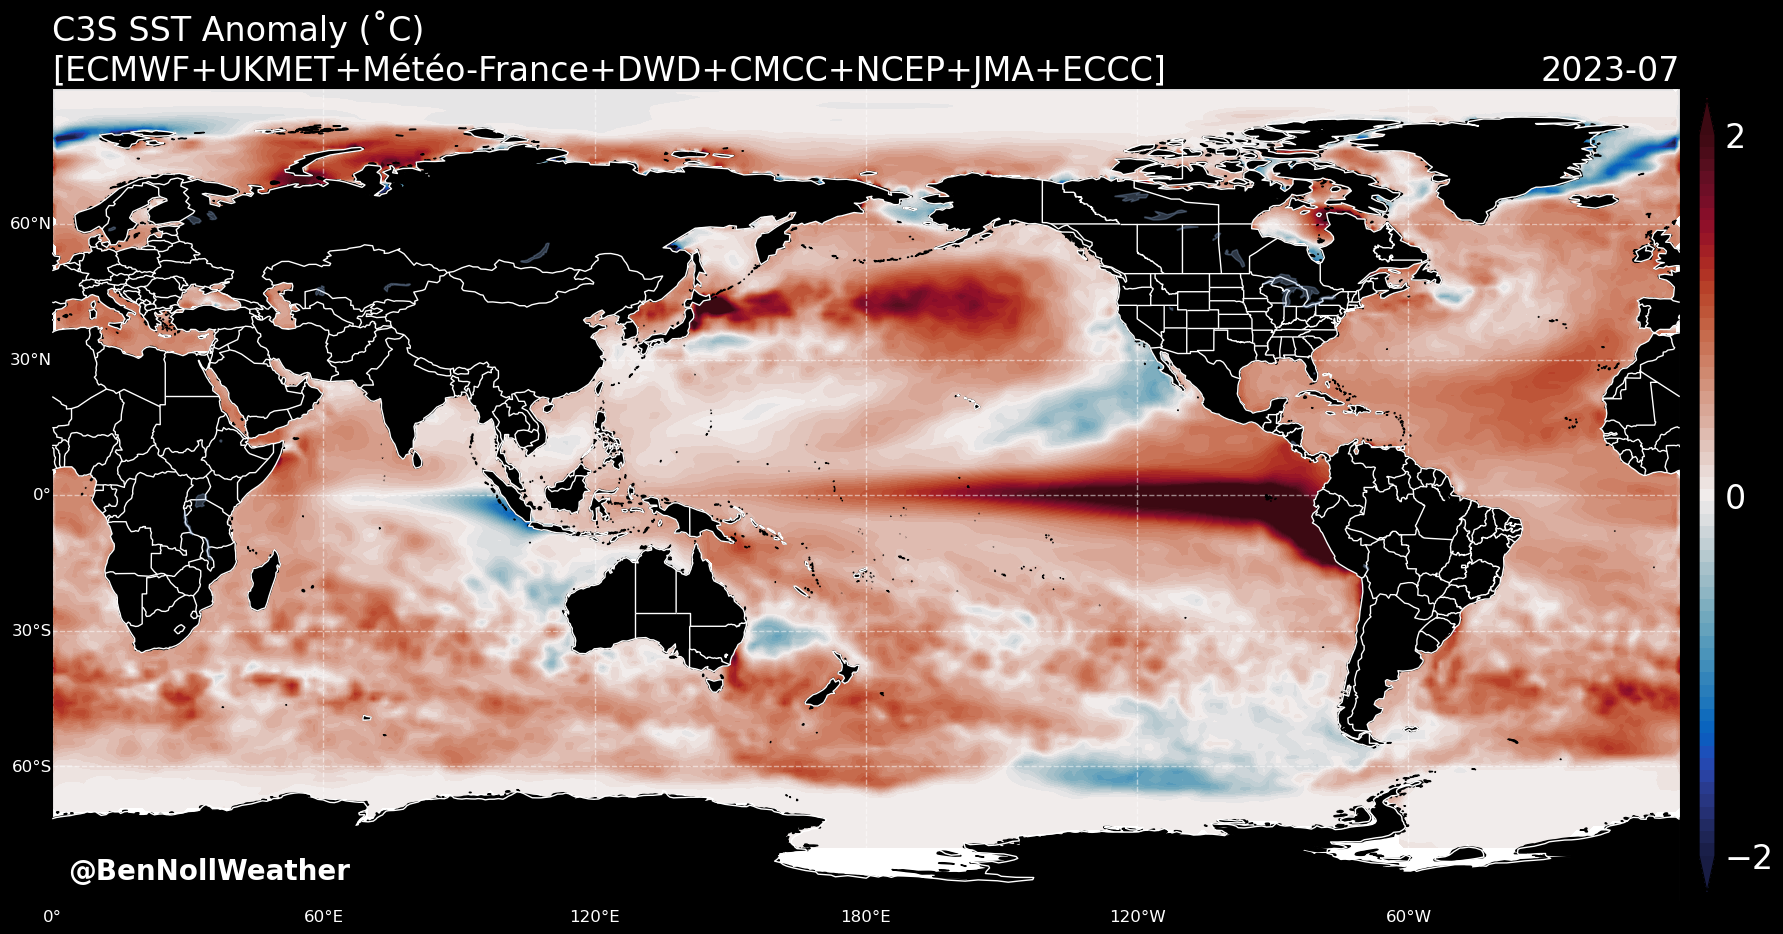 C3S SST Anomaly (˚C)
[ECMWF+UKMET+Météo-France+DWD+CMCC+NCEP+JMA+ECCC]
2023-07
2
60°N
30°N
0°
0
30°S
60°S
−2
@BenNollWeather
0°
60°E
120°E
180°E
120°W
60°W